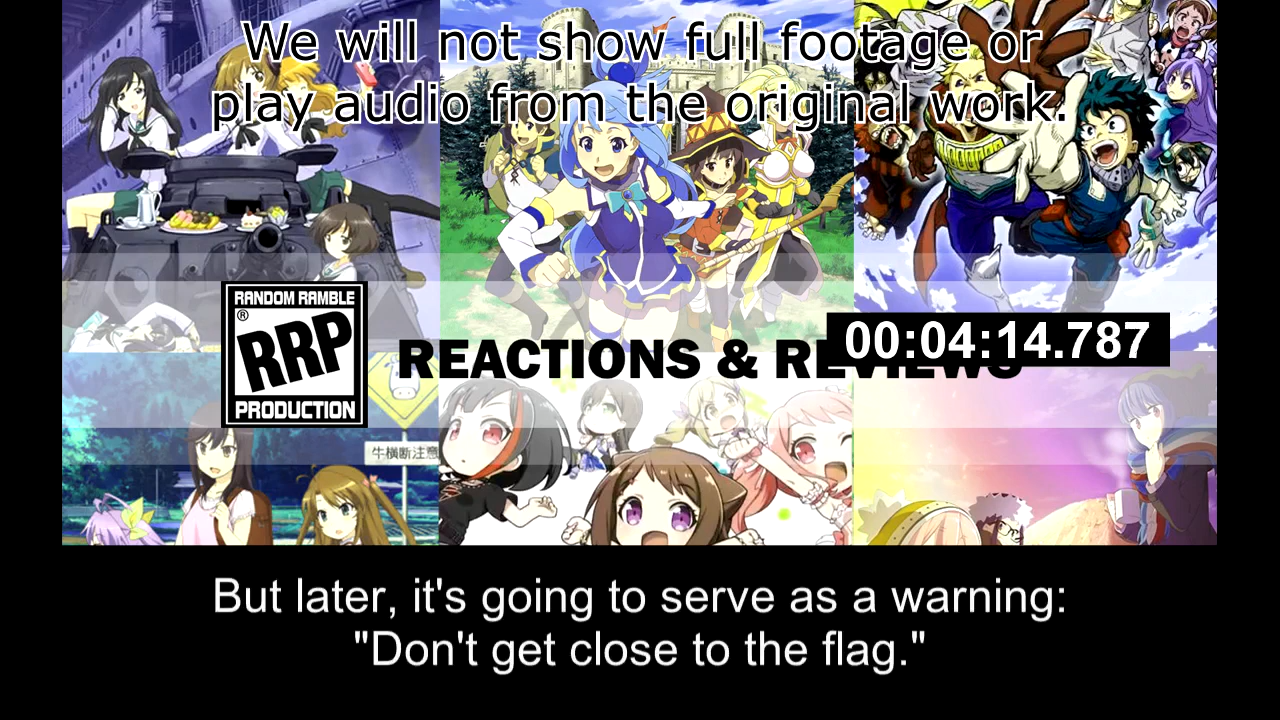 We will not show full footage or
play audio from the original work.
RANDOM RAMBLE
®
RRP
PRODUCTION
REACTIONS & REVIEWS
00:04:14.787
牛横断注意
But later, it's going to serve as a warning:
"Don't get close to the flag."